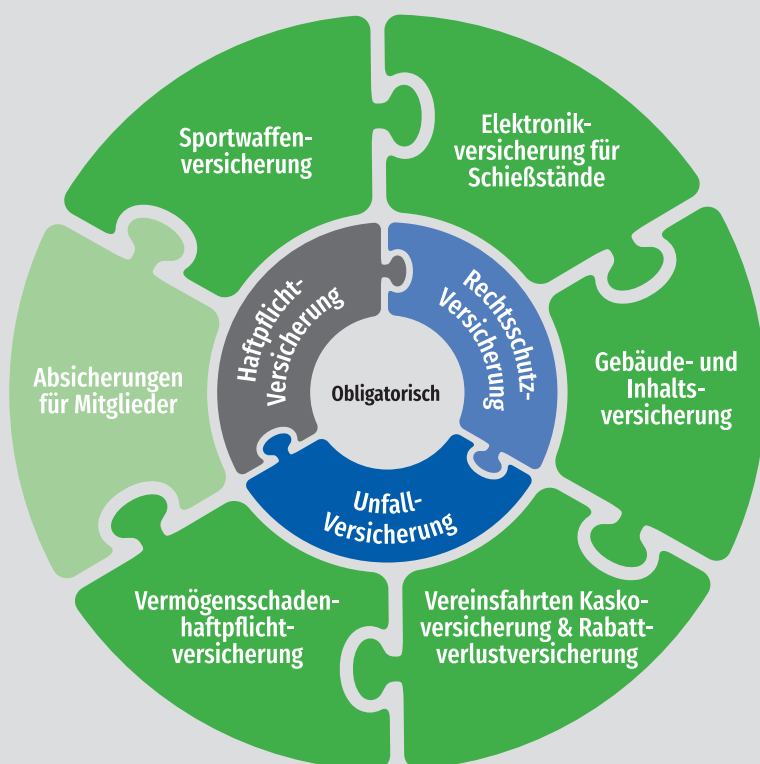 Sportwaffen-
versicherung
Elektronik-
versicherung für
Schießstände
Haftpflicht-
Versicherung
Rechtsschutz-
Versicherung
Absicherungen
für Mitglieder
Obligatorisch
Gebäude- und
Inhalts-
versicherung
Unfall-
Versicherung
Vermögensschaden-
haftpflicht-
versicherung
Vereinsfahrten Kasko-
versicherung & Rabatt-
verlustversicherung